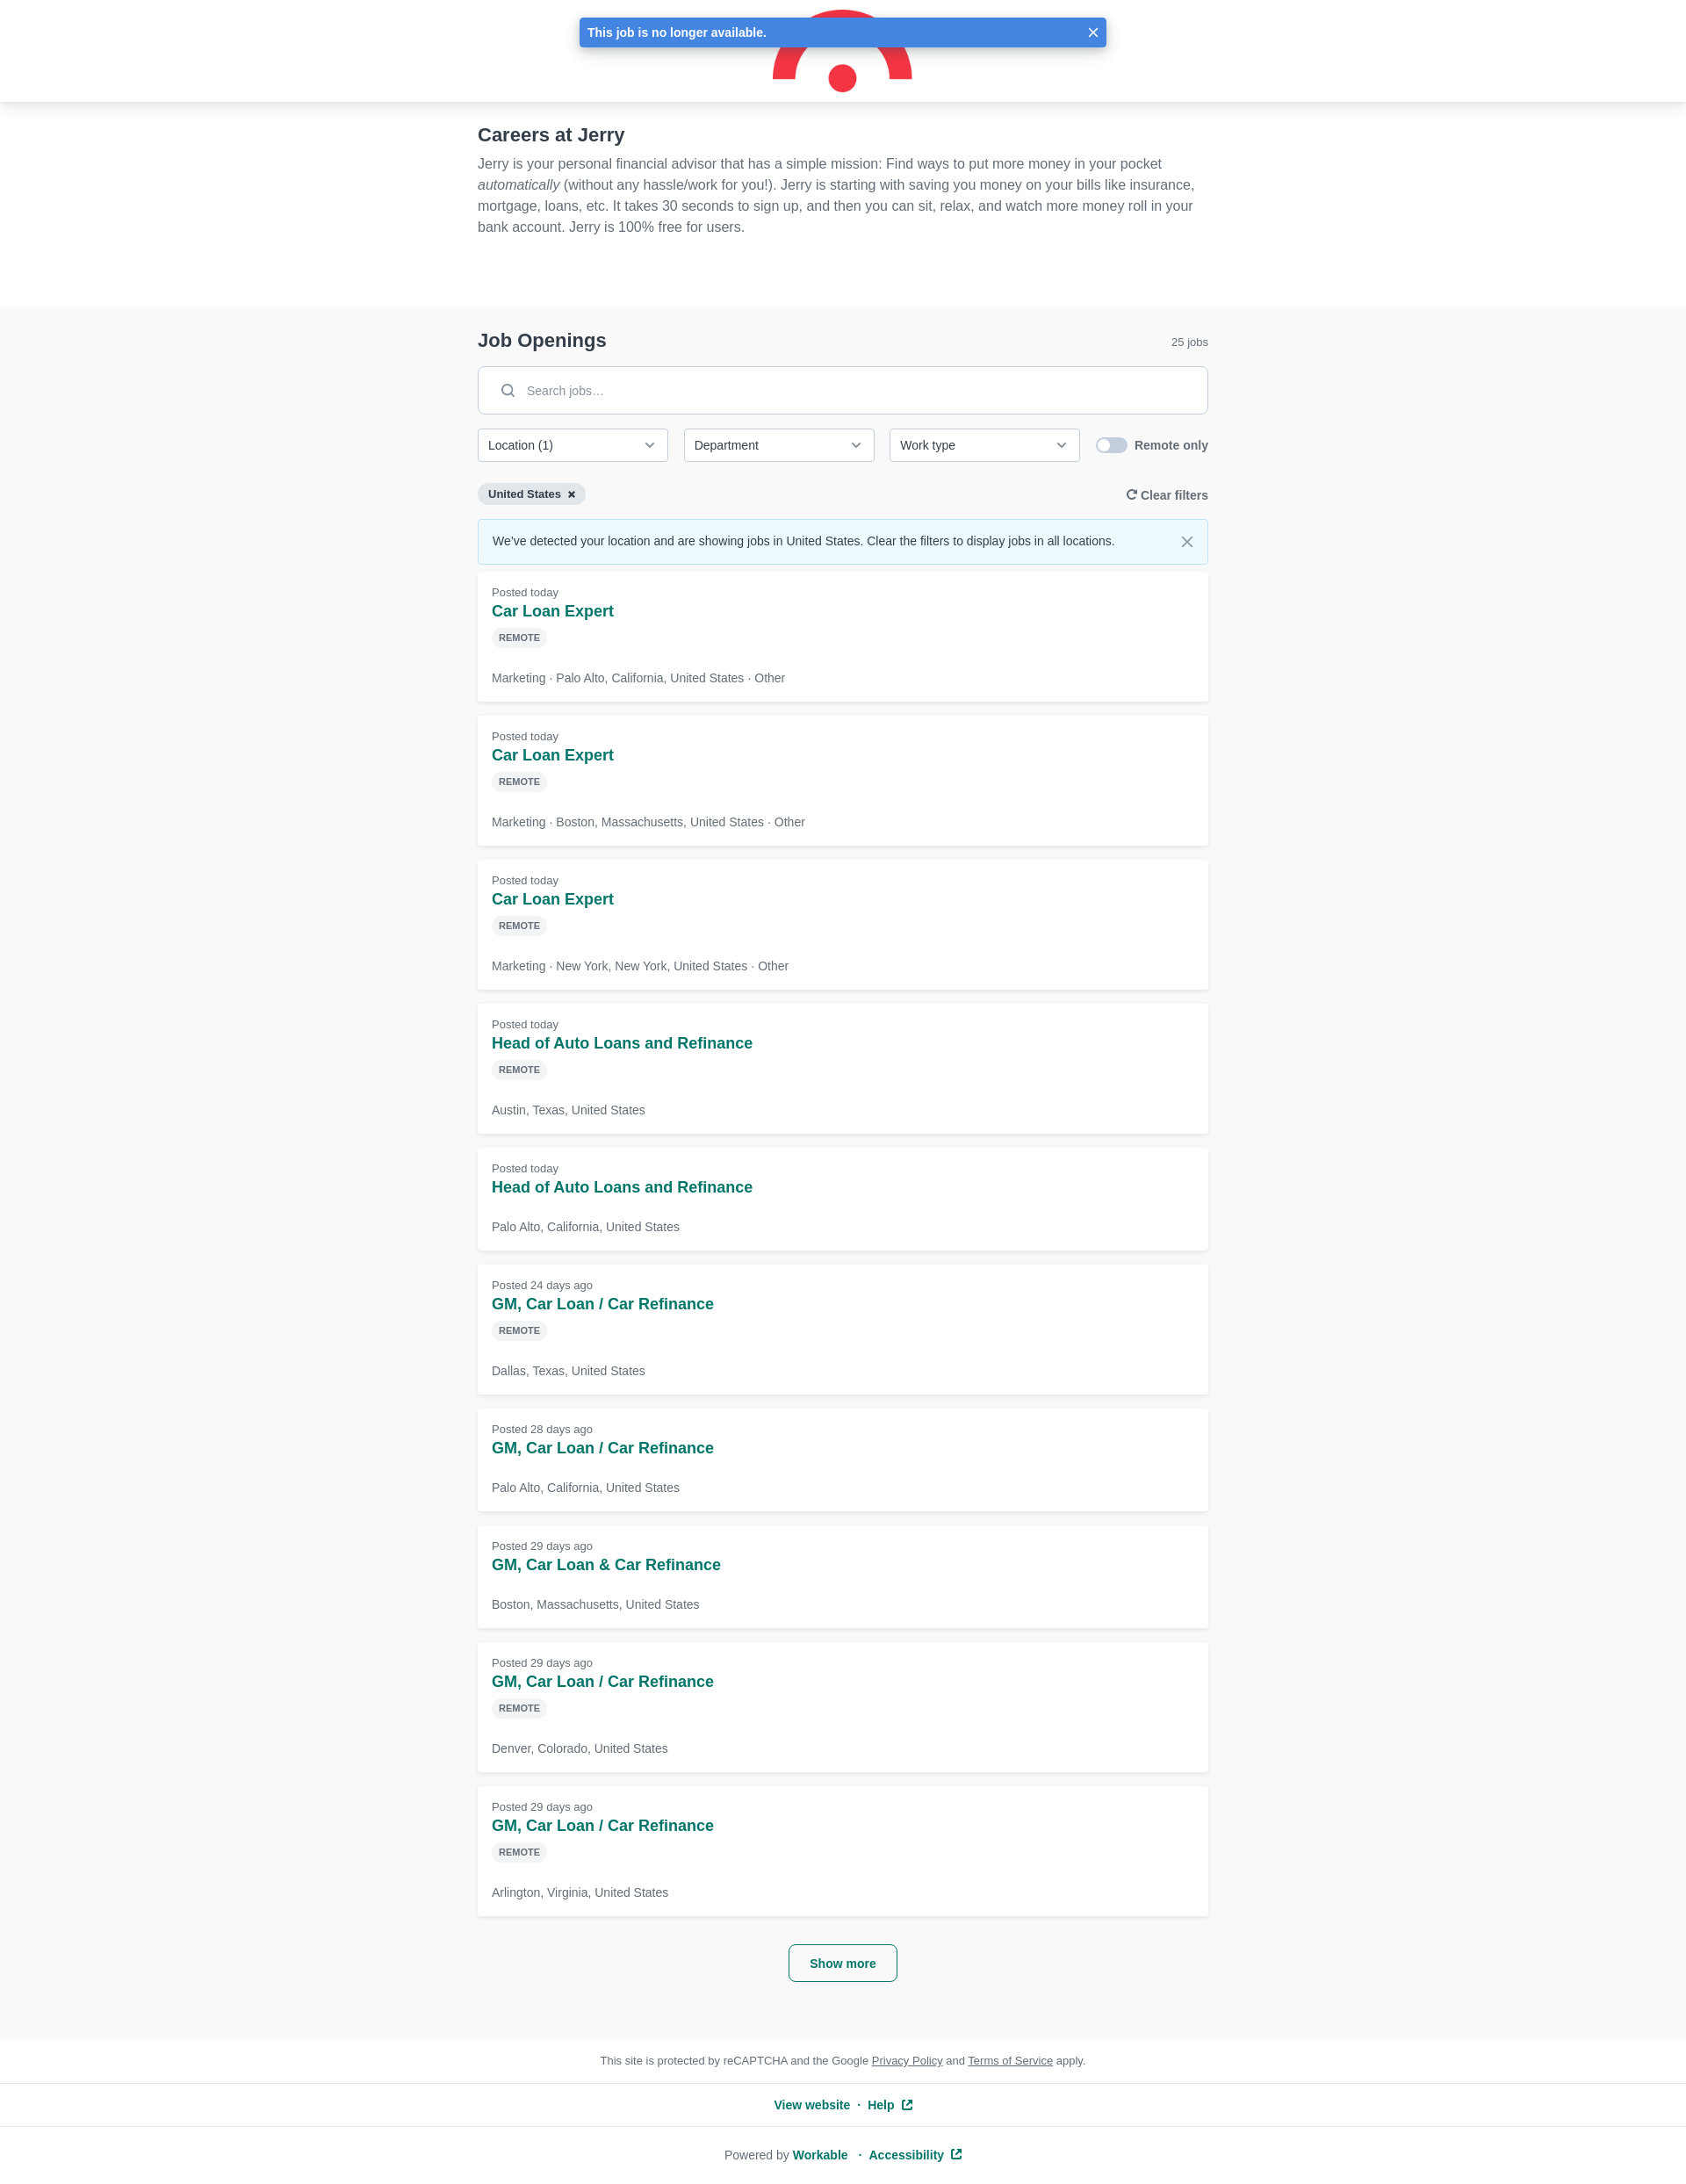 This job is no longer available.
Careers at Jerry
Jerry is your personal financial advisor that has a simple mission: Find ways to put more money in your pocket
automatically (without any hassle/work for you!). Jerry is starting with saving you money on your bills like insurance,
mortgage, loans, etc. It takes 30 seconds to sign up, and then you can sit, relax, and watch more money roll in your
bank account. Jerry is 100% free for users.
Job Openings
25 jobs
Search jobs…
Location (1)
Department
Work type
Remote only
United States
Clear filters
We've detected your location and are showing jobs in United States. Clear the filters to display jobs in all locations.
Posted today
Car Loan Expert
REMOTE
Marketing · Palo Alto, California, United States · Other
Posted today
Car Loan Expert
REMOTE
Marketing · Boston, Massachusetts, United States · Other
Posted today
Car Loan Expert
REMOTE
Marketing · New York, New York, United States · Other
Posted today
Head of Auto Loans and Refinance
REMOTE
Austin, Texas, United States
Posted today
Head of Auto Loans and Refinance
Palo Alto, California, United States
Posted 24 days ago
GM, Car Loan / Car Refinance
REMOTE
Dallas, Texas, United States
Posted 28 days ago
GM, Car Loan / Car Refinance
Palo Alto, California, United States
Posted 29 days ago
GM, Car Loan & Car Refinance
Boston, Massachusetts, United States
Posted 29 days ago
GM, Car Loan / Car Refinance
REMOTE
Denver, Colorado, United States
Posted 29 days ago
GM, Car Loan / Car Refinance
REMOTE
Arlington, Virginia, United States
Show more
This site is protected by reCAPTCHA and the Google Privacy Policy and Terms of Service apply.
View website · Help
Powered by Workable · Accessibility